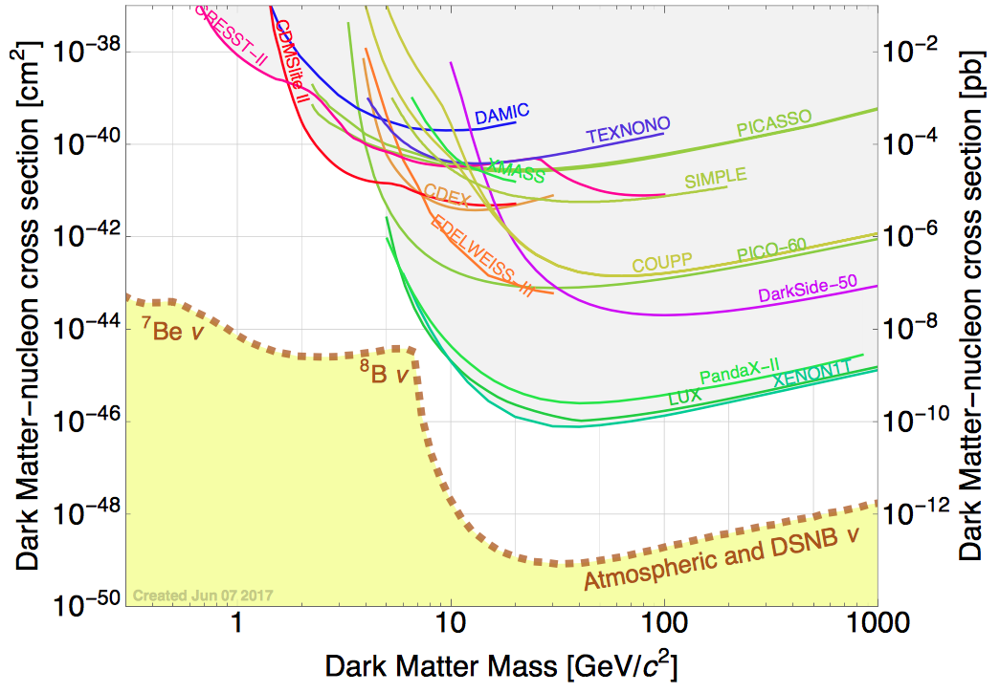 CRESST-II
CDMSlite II
DAMIC
TEXNONO
PICASSO
XMASS
SIMPLE
CDEX
EDELWEISS-III
COUPP
PICO-60
DarkSide-50
PandaX-II
LUX
XENON1T
⁷Be ν
⁸B ν
Atmospheric and DSNB ν
Created Jun 07 2017
Dark Matter-nucleon cross section [cm²]
10⁻³⁸
10⁻⁴⁰
10⁻⁴²
10⁻⁴⁴
10⁻⁴⁶
10⁻⁴⁸
10⁻⁵⁰
Dark Matter-nucleon cross section [pb]
10⁻²
10⁻⁴
10⁻⁶
10⁻⁸
10⁻¹⁰
10⁻¹²
1 10 100 1000
Dark Matter Mass [GeV/c²]